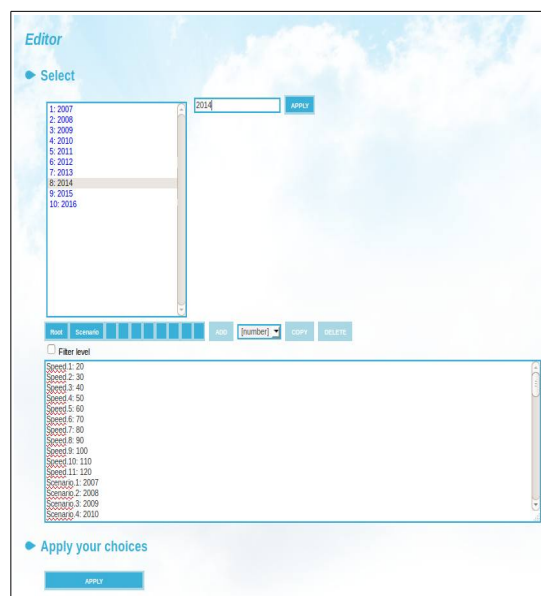 Editor
Select
1: 2007
2: 2008
3: 2009
4: 2010
5: 2011
6: 2012
7: 2013
8: 2014
9: 2015
10: 2016
2014 APPLY
Root Scenario ADD [number] COPY DELETE
Filter level
Speed.1: 20
Speed.2: 30
Speed.3: 40
Speed.4: 50
Speed.5: 60
Speed.6: 70
Speed.7: 80
Speed.8: 90
Speed.9: 100
Speed.10: 110
Speed.11: 120
Scenario.1: 2007
Scenario.2: 2008
Scenario.3: 2009
Scenario.4: 2010
Apply your choices
APPLY